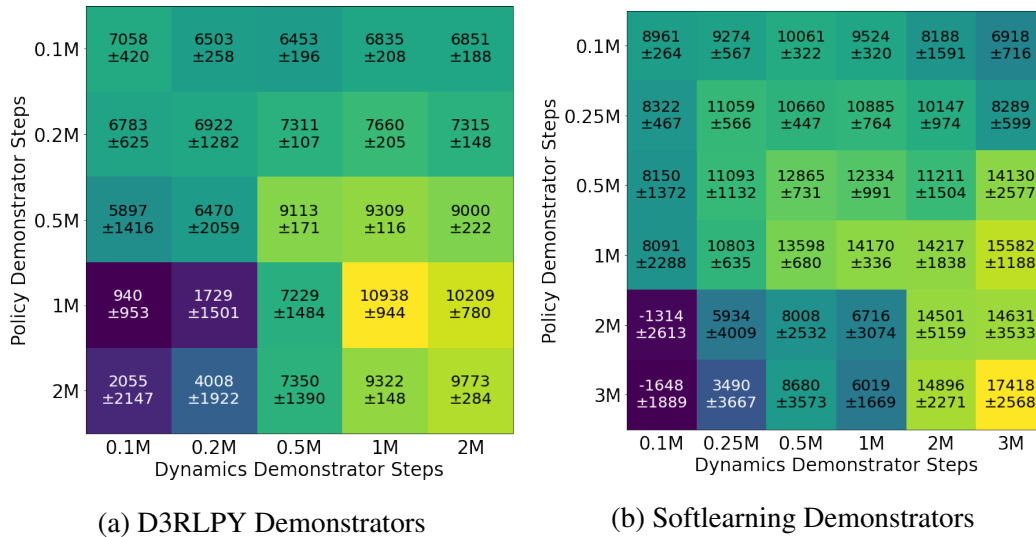 Policy Demonstrator Steps
0.1M
7058 6503 6453 6835 6851
±420 ±258 ±196 ±208 ±188
0.2M
6783 6922 7311 7660 7315
±625 ±1282 ±107 ±205 ±148
0.5M
5897 6470 9113 9309 9000
±1416 ±2059 ±171 ±116 ±222
1M
940 1729 7229 10938 10209
±953 ±1501 ±1484 ±944 ±780
2M
2055 4008 7350 9322 9773
±2147 ±1922 ±1390 ±148 ±284
0.1M 0.2M 0.5M 1M 2M
Dynamics Demonstrator Steps
(a) D3RLPY Demonstrators
Policy Demonstrator Steps
0.1M
8961 9274 10061 9524 8188 6918
±264 ±567 ±322 ±320 ±1591 ±716
0.25M
8322 11059 10660 10885 10147 8289
±467 ±566 ±447 ±764 ±974 ±599
0.5M
8150 11093 12865 12334 11211 14130
±1372 ±1132 ±731 ±991 ±1504 ±2577
1M
8091 10803 13598 14170 14217 15582
±2288 ±635 ±680 ±336 ±1838 ±1188
2M
-1314 5934 8008 6716 14501 14631
±2613 ±4009 ±2532 ±3074 ±5159 ±3533
3M
-1648 3490 8680 6019 14896 17418
±1889 ±3667 ±3573 ±1669 ±2271 ±2568
0.1M 0.25M 0.5M 1M 2M 3M
Dynamics Demonstrator Steps
(b) Softlearning Demonstrators